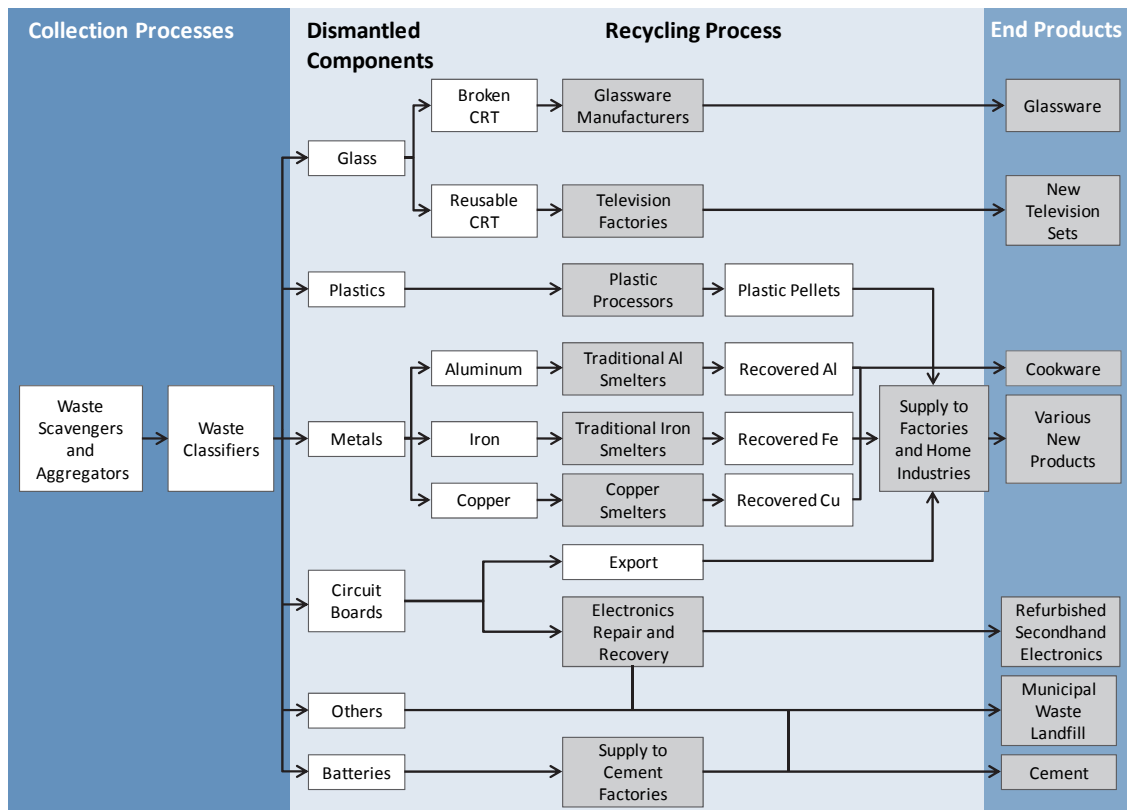 Collection Processes
Dismantled
Components
Recycling Process
End Products
Broken
CRT
Glassware
Manufacturers
Glassware
Glass
Reusable
CRT
Television
Factories
New
Television
Sets
Plastics
Plastic
Processors
Plastic Pellets
Aluminum
Traditional Al
Smelters
Recovered Al
Cookware
Waste
Scavengers
and
Aggregators
Waste
Classifiers
Metals
Iron
Traditional Iron
Smelters
Recovered Fe
Supply to
Factories
and Home
Industries
Various
New
Products
Copper
Copper
Smelters
Recovered Cu
Export
Circuit
Boards
Electronics
Repair and
Recovery
Refurbished
Secondhand
Electronics
Others
Municipal
Waste
Landfill
Batteries
Supply to
Cement
Factories
Cement